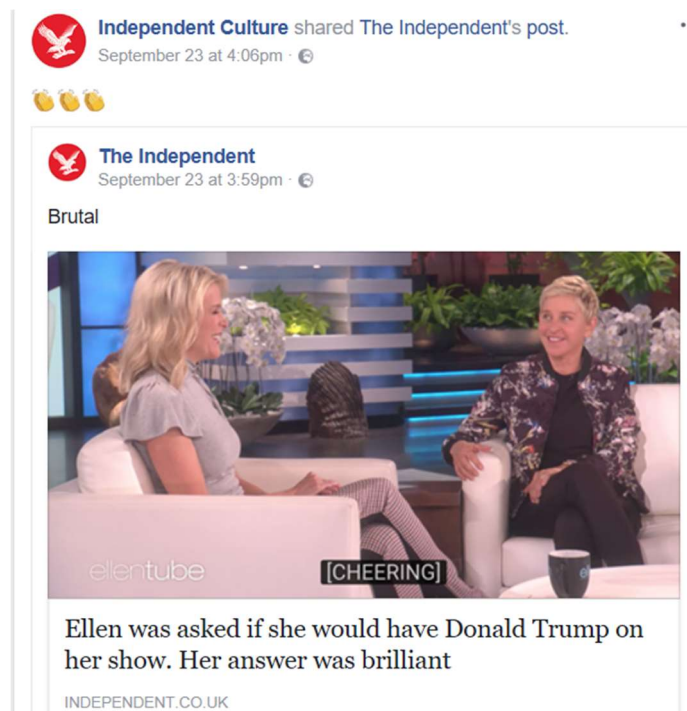 Independent Culture shared The Independent's post.
September 23 at 4:06pm ·
The Independent
September 23 at 3:59pm ·
Brutal
ellentube
[CHEERING]
Ellen was asked if she would have Donald Trump on
her show. Her answer was brilliant
INDEPENDENT.CO.UK